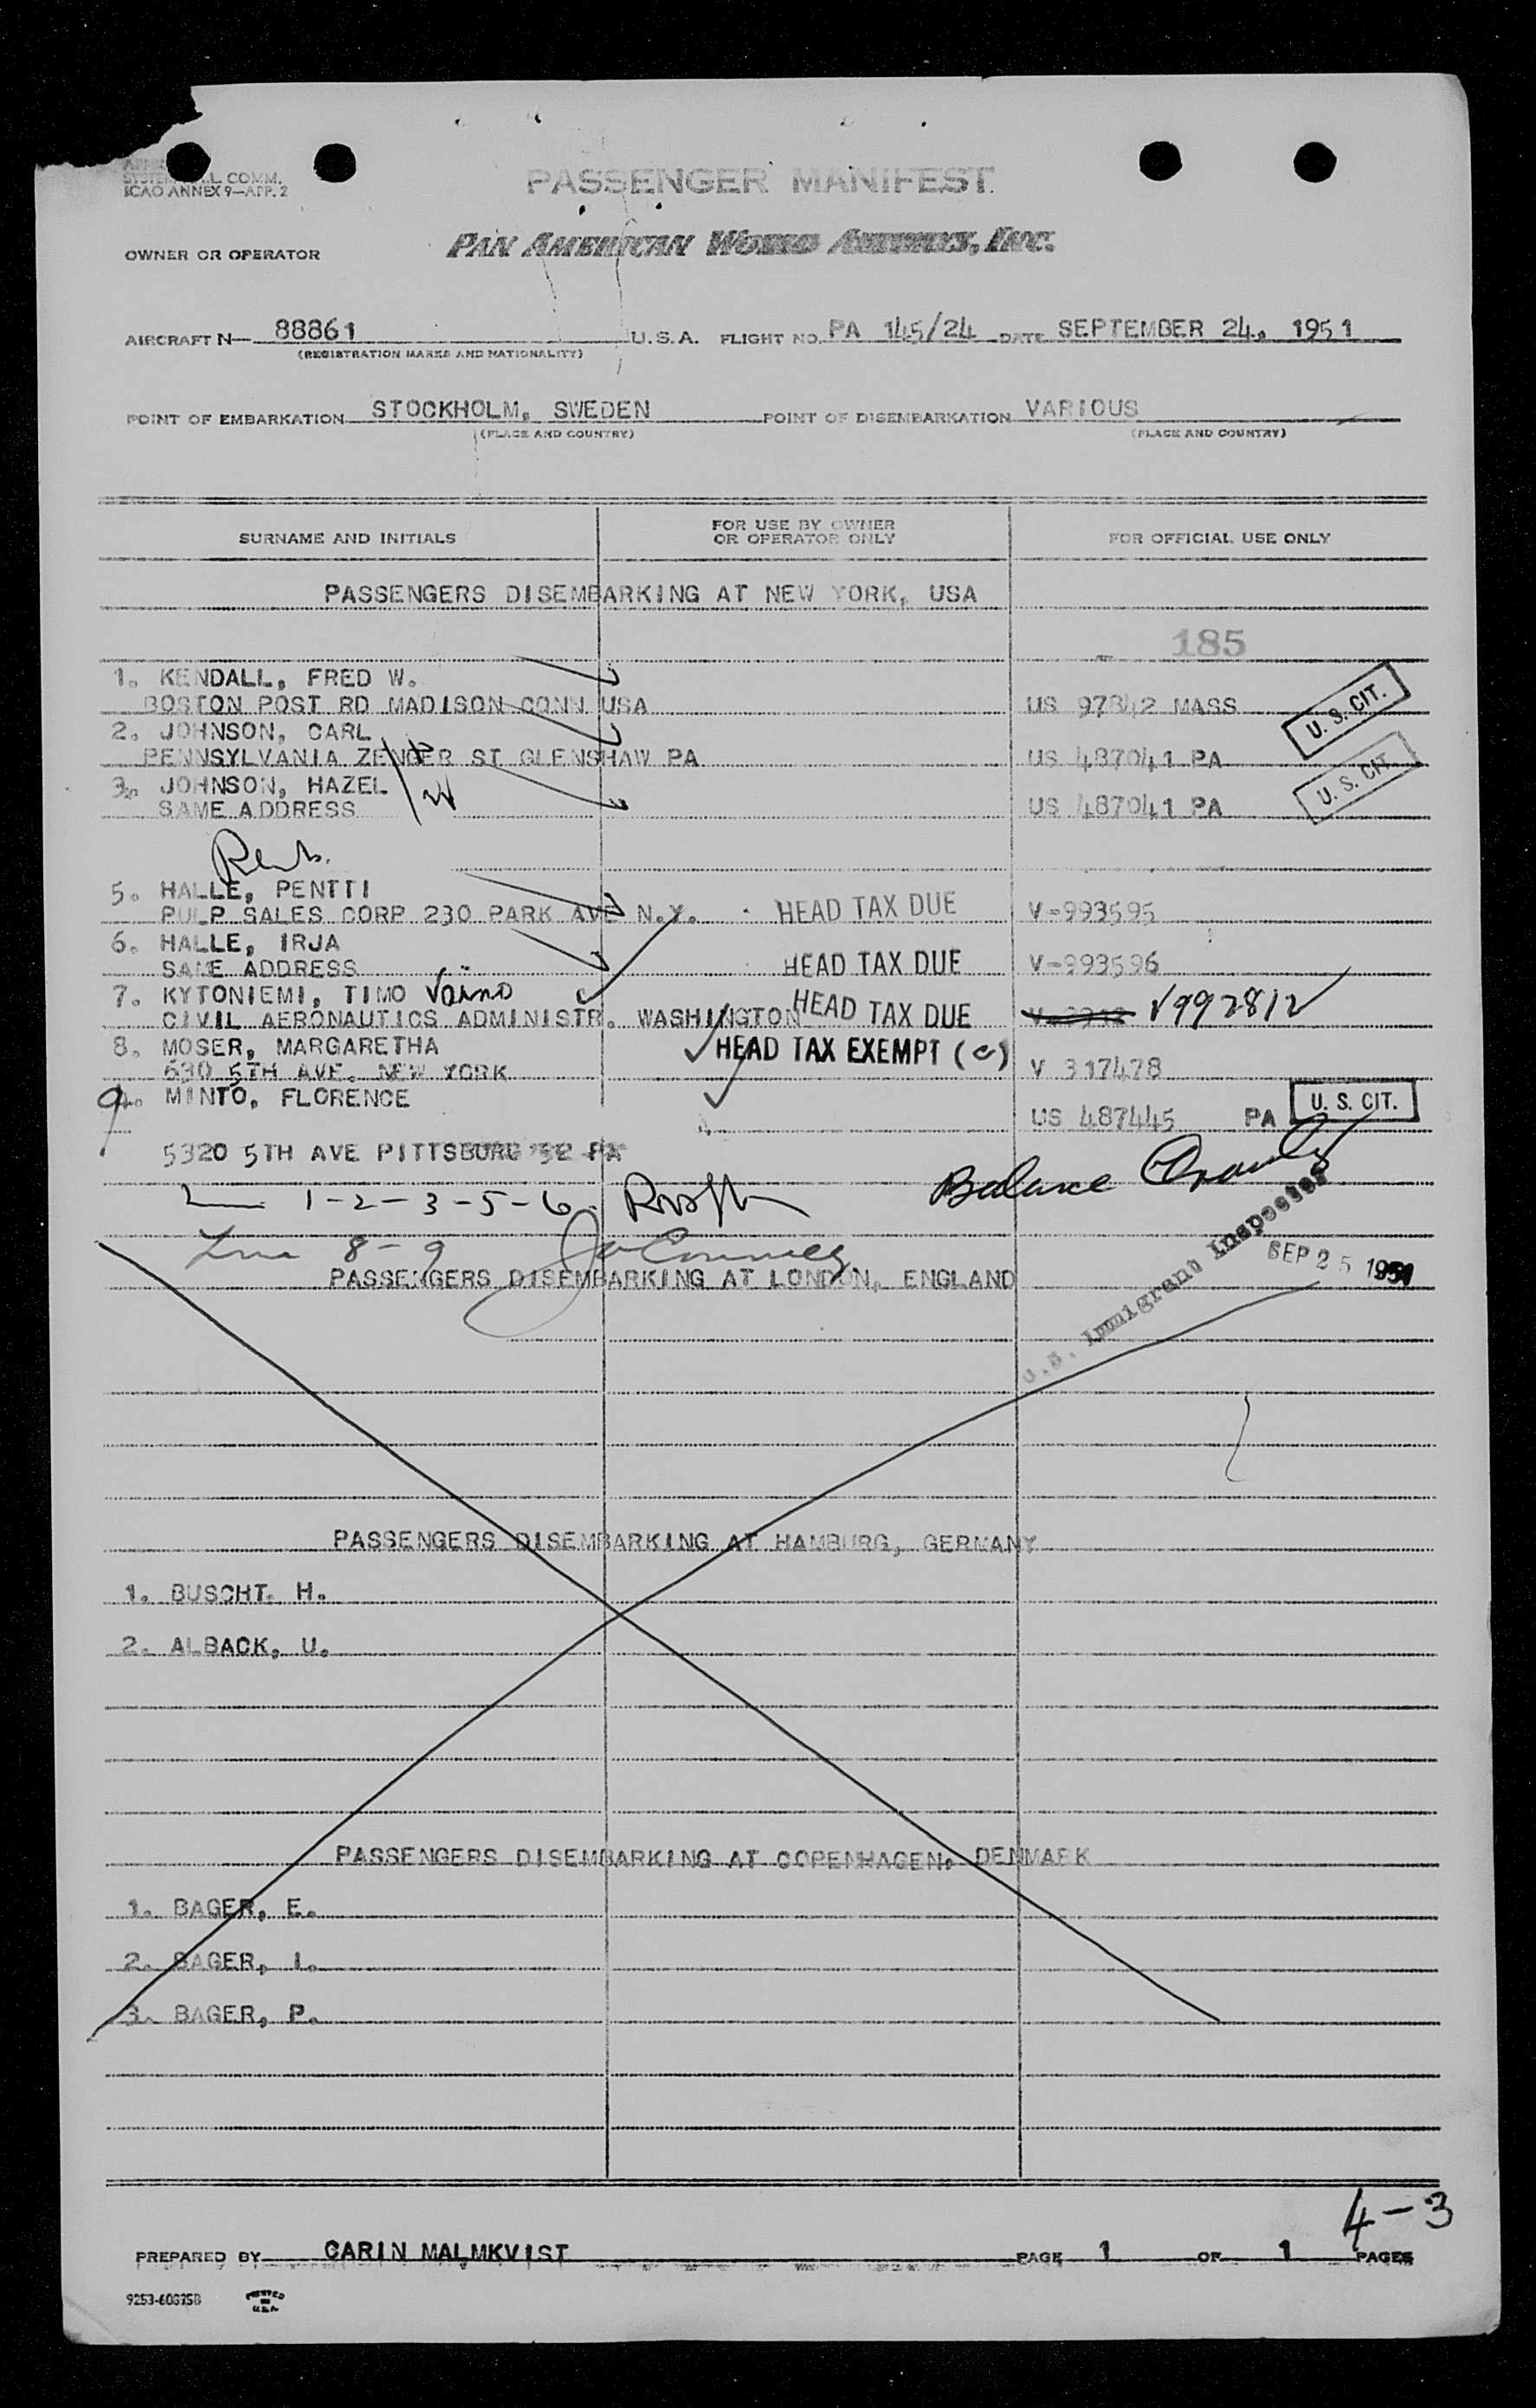 L. COMM.
ICAO ANNEX 9—APP. 2
PASSENGER MANIFEST
OWNER OR OPERATOR
PAN AMERICAN WORLD AIRWAYS, INC.
AIRCRAFT N— 88861 U.S.A. FLIGHT NO. PA 145/24 DATE SEPTEMBER 24, 1951
(REGISTRATION MARKS AND NATIONALITY)
POINT OF EMBARKATION STOCKHOLM, SWEDEN POINT OF DISEMBARKATION VARIOUS
(PLACE AND COUNTRY) (PLACE AND COUNTRY)
SURNAME AND INITIALS FOR USE BY OWNER OR OPERATOR ONLY FOR OFFICIAL USE ONLY
PASSENGERS DISEMBARKING AT NEW YORK, USA
185
1. KENDALL, FRED W.
BOSTON POST RD MADISON CONN USA US 97842 MASS U. S. CIT.
2. JOHNSON, CARL
PENNSYLVANIA ZENDER ST GLENSHAW PA US 487041 PA U. S. CIT.
3. JOHNSON, HAZEL
SAME ADDRESS US 487041 PA
5. HALLE, PENTTI
PULP SALES CORP 230 PARK AVE N.Y. HEAD TAX DUE V-993595
6. HALLE, IRJA
SAME ADDRESS HEAD TAX DUE V-993596
7. KYTONIEMI, TIMO Väinö
CIVIL AERONAUTICS ADMINISTR. WASHINGTON HEAD TAX DUE V992812
8. MOSER, MARGARETHA HEAD TAX EXEMPT (c)
630 5TH AVE. NEW YORK V 317478
9. MINTO, FLORENCE
US 487445 PA U. S. CIT.
5320 5TH AVE PITTSBURG 32 PA
1-2-3-5-6 Balance
Line 8-9
U.S. Immigrant Inspector
SEP 25 1951
PASSENGERS DISEMBARKING AT LONDON, ENGLAND
PASSENGERS DISEMBARKING AT HAMBURG, GERMANY
1. BUSCHT. H.
2. ALBACK, U.
PASSENGERS DISEMBARKING AT COPENHAGEN, DENMARK
1. BAGER, E.
2. BAGER, I.
3. BAGER, P.
4-3
PREPARED BY CARIN MALMKVIST PAGE 1 OF 1 PAGES
PRINTED IN U.S.A.